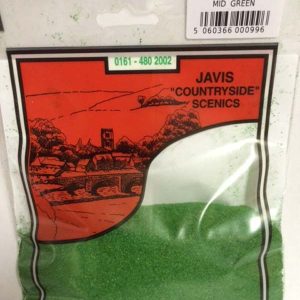 MID GREEN
5 060366 000996
0161 - 480 2002
JAVIS
"COUNTRYSIDE"
SCENICS